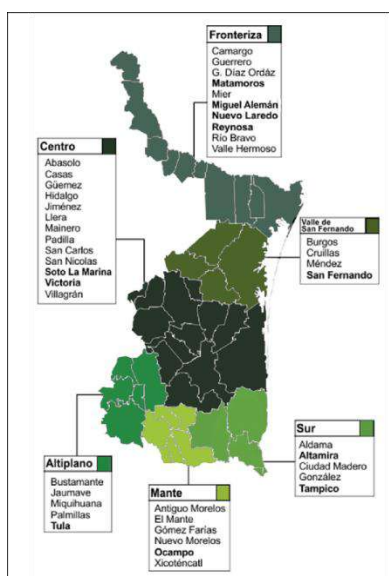 Fronteriza
Camargo
Guerrero
G. Díaz Ordáz
Matamoros
Mier
Miguel Alemán
Nuevo Laredo
Reynosa
Río Bravo
Valle Hermoso
Centro
Abasolo
Casas
Güemez
Hidalgo
Jiménez
Llera
Mainero
Padilla
San Carlos
San Nicolas
Soto La Marina
Victoria
Villagrán
Valle de
San Fernando
Burgos
Cruillas
Méndez
San Fernando
Altiplano
Bustamante
Jaumave
Miquihuana
Palmillas
Tula
Mante
Antiguo Morelos
El Mante
Gómez Farías
Nuevo Morelos
Ocampo
Xicoténcatl
Sur
Aldama
Altamira
Ciudad Madero
González
Tampico